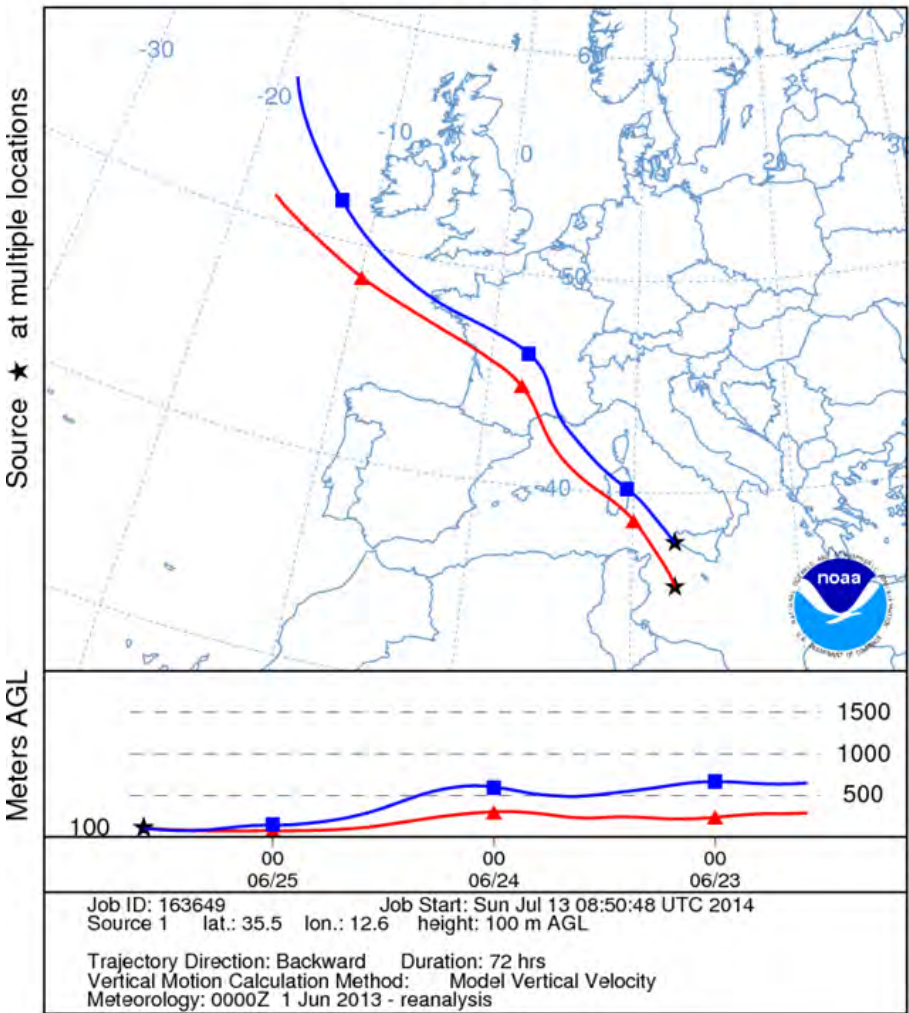 -30
-20
-10
0
60
20
30
50
40
Source ★ at multiple locations
noaa
Meters AGL
1500
1000
500
100
00 00 00
06/25 06/24 06/23
Job ID: 163649 Job Start: Sun Jul 13 08:50:48 UTC 2014
Source 1 lat.: 35.5 lon.: 12.6 height: 100 m AGL
Trajectory Direction: Backward Duration: 72 hrs
Vertical Motion Calculation Method: Model Vertical Velocity
Meteorology: 0000Z 1 Jun 2013 - reanalysis